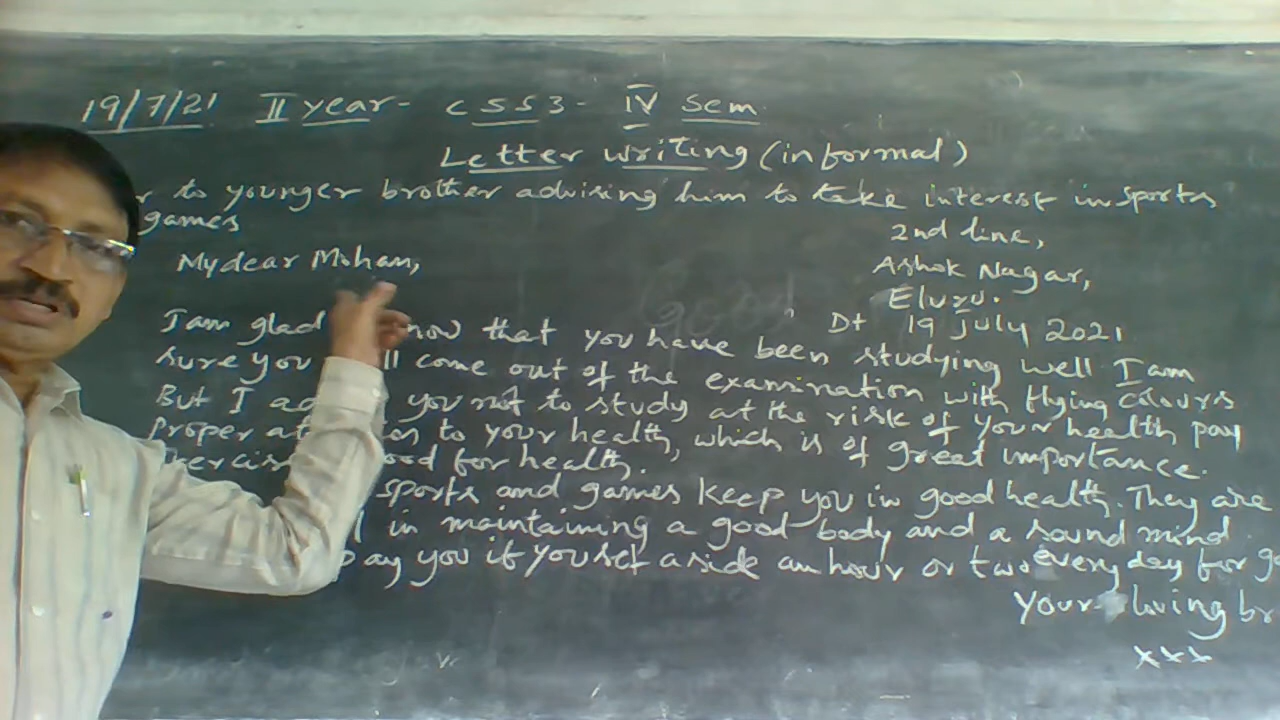 19/7/21 II year- CSS3- IV Sem.
Letter writing (informal)
r to younger brother advising him to take interest in sports
games
2nd line,
My dear Mohan,
Ashok Nagar,
Eluru.
Dt 19 July 2021
I am glad now that you have been studying well I am
sure you ll come out of the examination with flying colours
But I ad you not to study at the risk of your health pay
proper at on to your health, which is of great importance.
ercis ood for health.
sports and games keep you in good health. They are
l in maintaining a good body and a sound mind.
pay you if you set aside an hour or two every day for ga
Your loving br
xxx